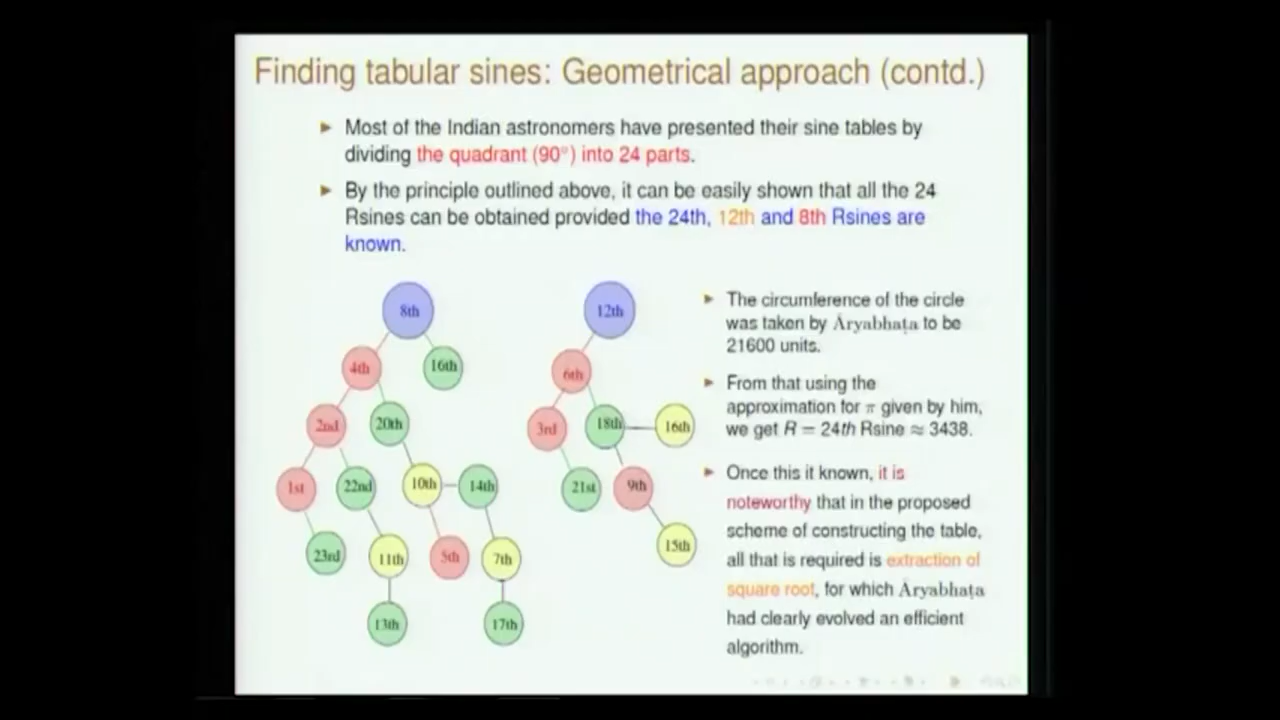 Finding tabular sines: Geometrical approach (contd.)
Most of the Indian astronomers have presented their sine tables by
dividing the quadrant (90°) into 24 parts.
By the principle outlined above, it can be easily shown that all the 24
Rsines can be obtained provided the 24th, 12th and 8th Rsines are
known.
8th
4th
16th
2nd
20th
1st
22nd
10th
14th
23rd
11th
5th
7th
13th
17th
12th
6th
3rd
18th
16th
21st
9th
15th
The circumference of the circle
was taken by Āryabhaṭa to be
21600 units.
From that using the
approximation for π given by him,
we get R = 24th Rsine ≈ 3438.
Once this it known, it is
noteworthy that in the proposed
scheme of constructing the table,
all that is required is extraction of
square root, for which Āryabhaṭa
had clearly evolved an efficient
algorithm.